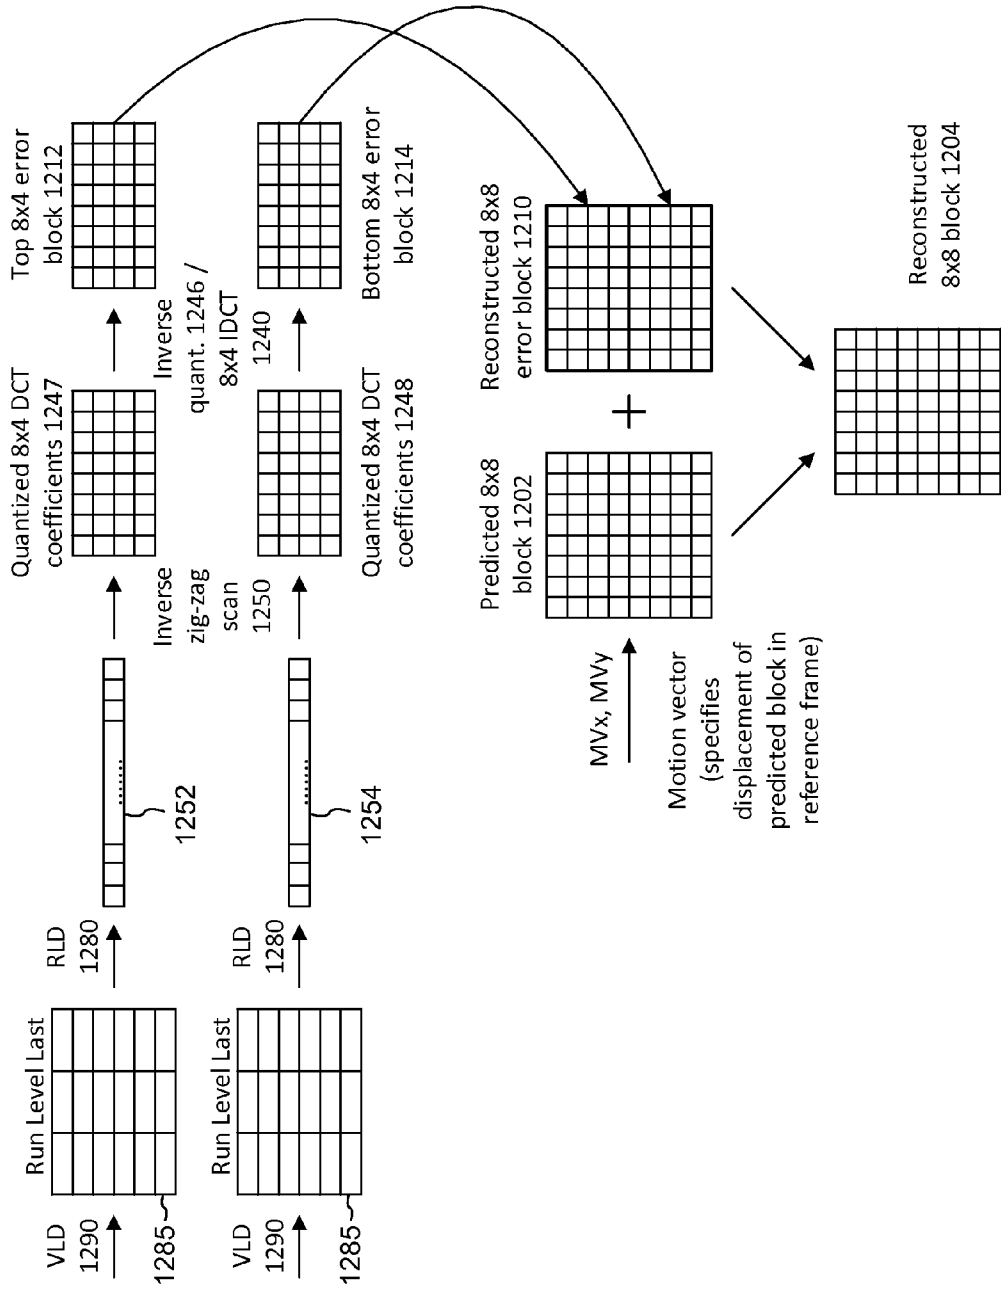 VLD
1290
1285
Run Level Last
RLD
1280
1252
Inverse
zig-zag
scan
1250
Quantized 8x4 DCT
coefficients 1247
Inverse
quant. 1246 /
8x4 IDCT
1240
Top 8x4 error
block 1212
VLD
1290
1285
Run Level Last
RLD
1280
1254
Quantized 8x4 DCT
coefficients 1248
Bottom 8x4 error
block 1214
MVx, MVy
Motion vector
(specifies
displacement of
predicted block in
reference frame)
Predicted 8x8
block 1202
+
Reconstructed 8x8
error block 1210
Reconstructed
8x8 block 1204